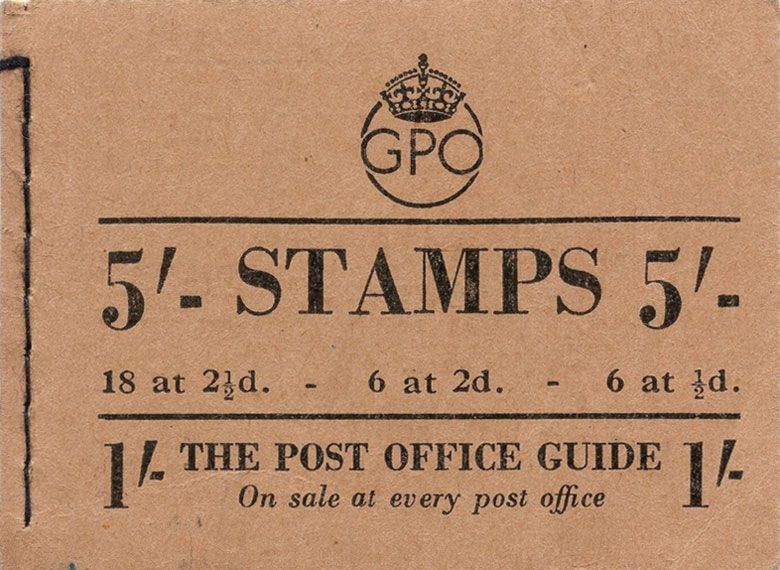 GPO
5/- STAMPS 5/-
18 at 2½d. - 6 at 2d. - 6 at ½d.
1/- THE POST OFFICE GUIDE 1/-
On sale at every post office